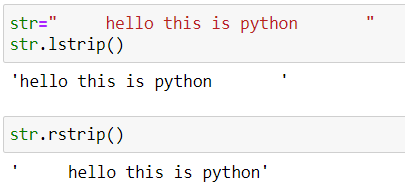 str="     hello this is python       "
str.lstrip()
'hello this is python       '
str.rstrip()
'     hello this is python'